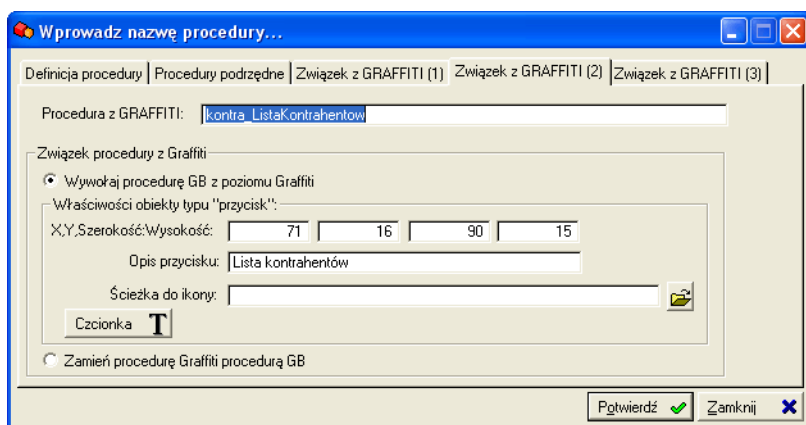 Wprowadz nazwę procedury...
Definicja procedury Procedury podrzędne Związek z GRAFFITI (1) Związek z GRAFFITI (2) Związek z GRAFFITI (3)
Procedura z GRAFFITI: kontra_ListaKontrahentow
Związek procedury z Graffiti
Wywołaj procedurę GB z poziomu Graffiti
Właściwości obiekty typu "przycisk":
X,Y,Szerokość:Wysokość: 71 16 90 15
Opis przycisku: Lista kontrahentów
Ścieżka do ikony:
Czcionka T
Zamień procedurę Graffiti procedurą GB
Potwierdź Zamknij